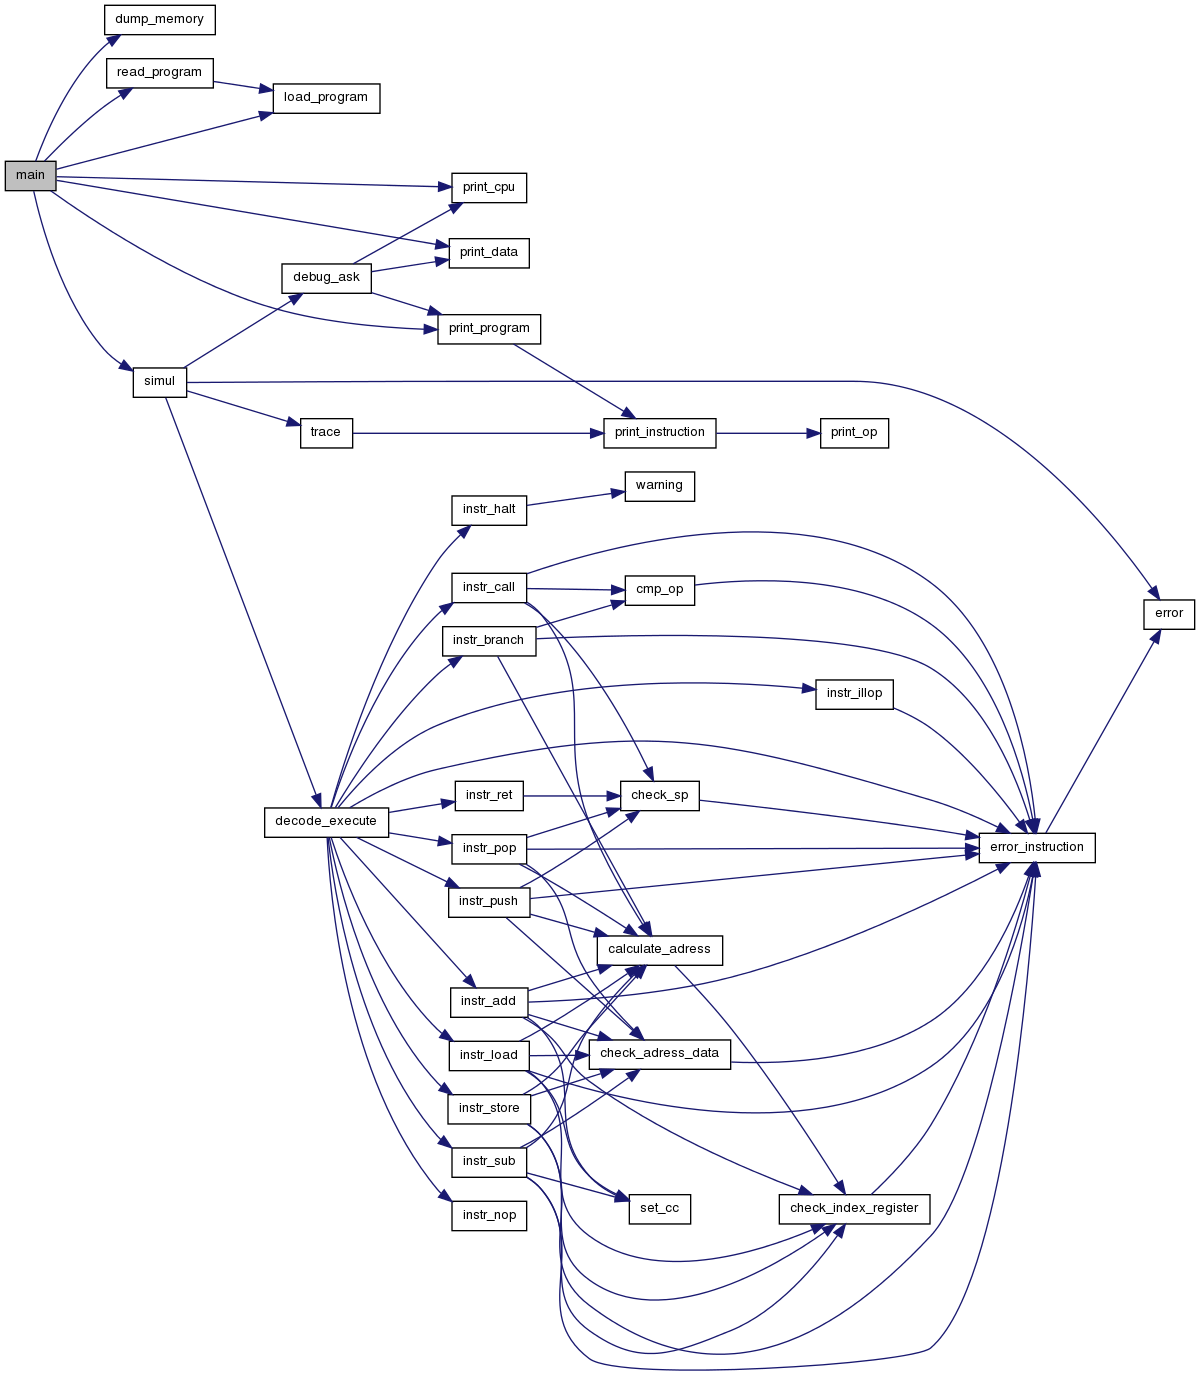 dump_memory
read_program
load_program
main
print_cpu
print_data
debug_ask
print_program
simul
trace
print_instruction
print_op
warning
instr_halt
instr_call
cmp_op
error
instr_branch
instr_illop
instr_ret
check_sp
decode_execute
instr_pop
error_instruction
instr_push
calculate_adress
instr_add
instr_load
check_adress_data
instr_store
instr_sub
set_cc
check_index_register
instr_nop